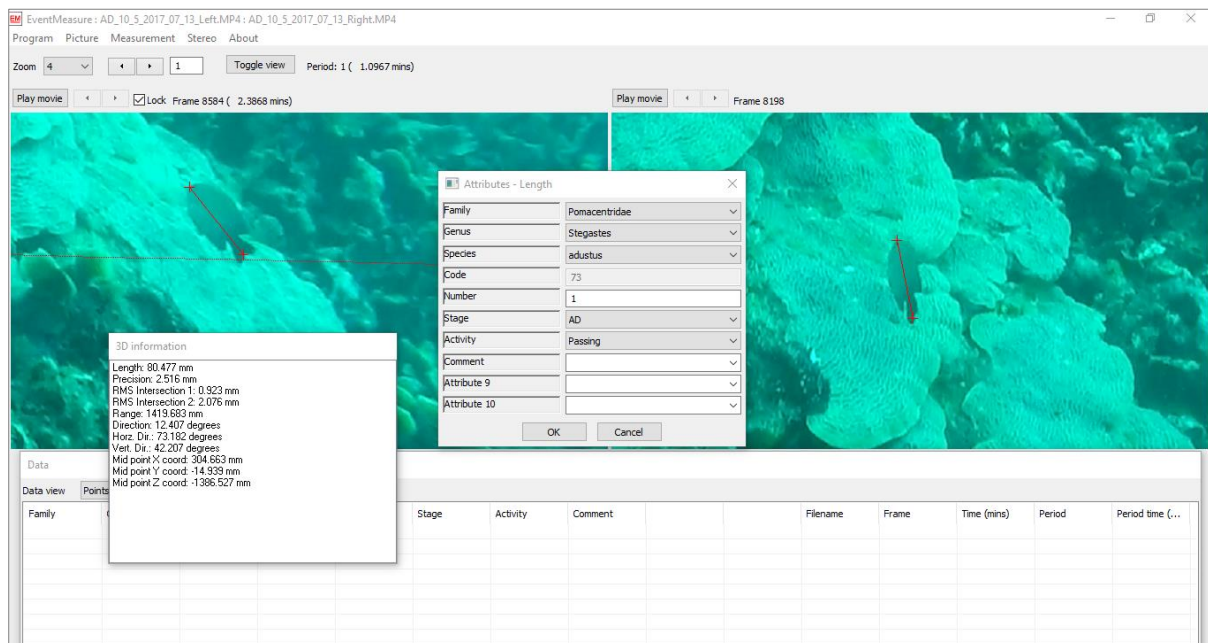 EM EventMeasure : AD_10_5_2017_07_13_Left.MP4 : AD_10_5_2017_07_13_Right.MP4
Program Picture Measurement Stereo About
Zoom 4 1 Toggle view Period: 1 ( 1.0967 mins)
Play movie Lock Frame 8584 ( 2.3868 mins) Play movie Frame 8198
Attributes - Length
Family Pomacentridae
Genus Stegastes
Species adustus
Code 73
Number 1
Stage AD
Activity Passing
Comment
Attribute 9
Attribute 10
OK Cancel
3D information
Length: 80.477 mm
Precision: 2.516 mm
RMS Intersection 1: 0.923 mm
RMS Intersection 2: 2.076 mm
Range: 1419.683 mm
Direction: 12.407 degrees
Horz. Dir.: 73.182 degrees
Vert. Dir.: 42.207 degrees
Mid point X coord: 304.663 mm
Mid point Y coord: -14.939 mm
Mid point Z coord: -1386.527 mm
Data
Data view Points
Family Stage Activity Comment Filename Frame Time (mins) Period Period time (...